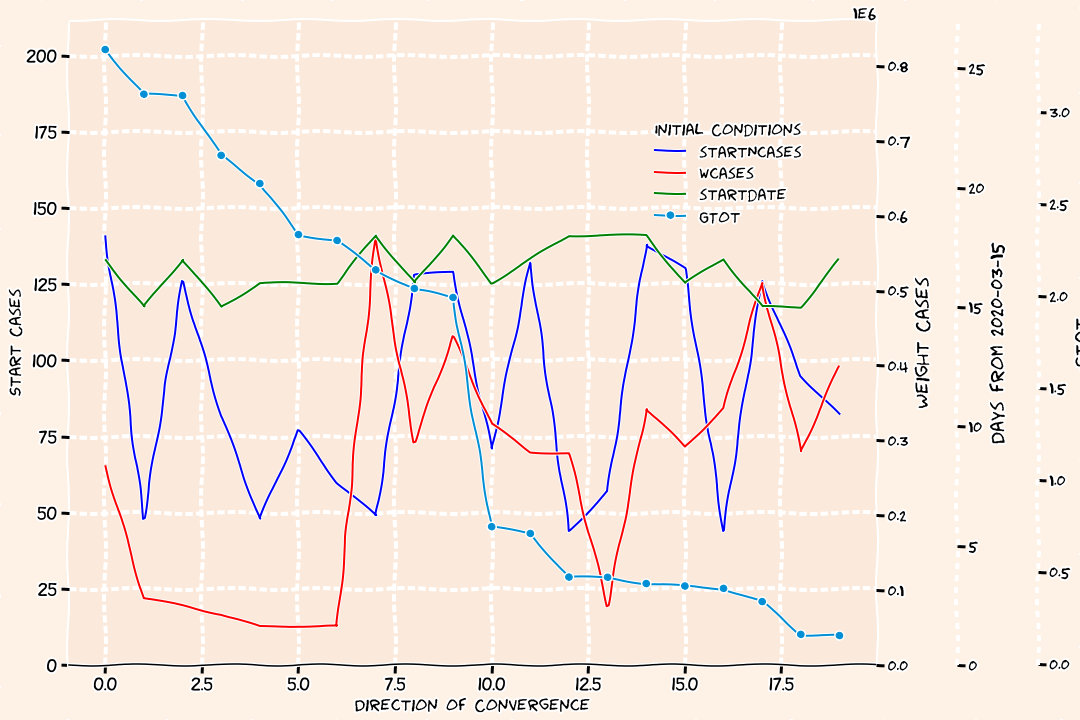 1E6
200
175
150
125
100
75
50
25
0
START CASES
INITIAL CONDITIONS
STARTNCASES
WCASES
STARTDATE
GTOT
0.8
0.7
0.6
0.5
0.4
0.3
0.2
0.1
0.0
WEIGHT CASES
25
20
15
10
5
0
DAYS FROM 2020-03-15
3.0
2.5
2.0
1.5
1.0
0.5
0.0
0.0 2.5 5.0 7.5 10.0 12.5 15.0 17.5
DIRECTION OF CONVERGENCE